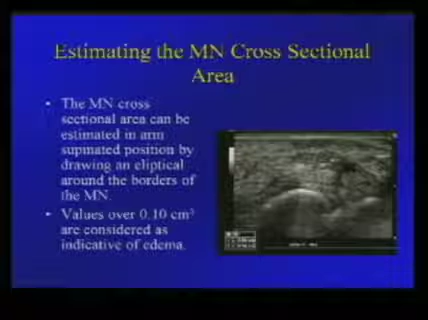 Estimating the MN Cross Sectional
Area
• The MN cross
sectional area can be
estimated in arm
supinated position by
drawing an eliptical
around the borders of
the MN.
• Values over 0.10 cm²
are considered as
indicative of edema.